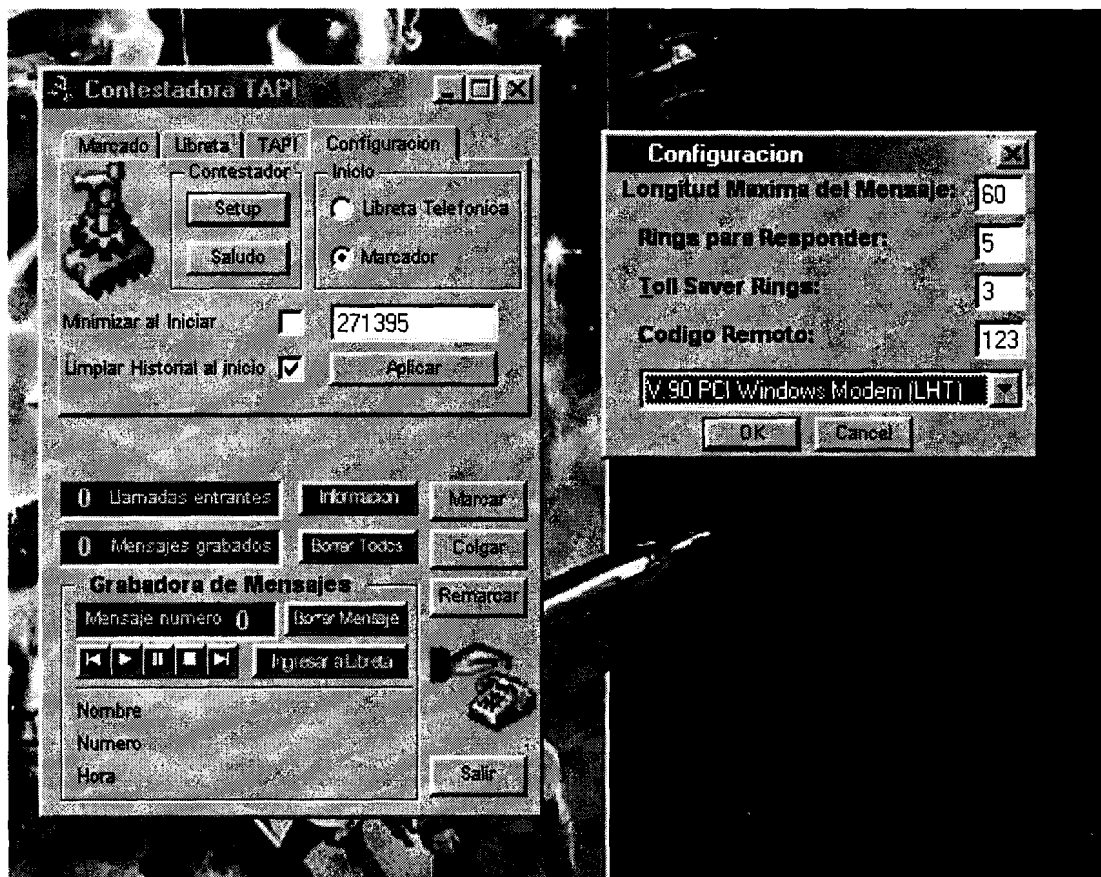 Contestadora TAPI
Marcado Libreta TAPI Configuracion
Contestador
Setup
Saludo
Inicio
Libreta Telefonica
Marcador
Minimizar al Iniciar
271395
Limpiar Historial al inicio
Aplicar
0 Llamadas entrantes
Informacion
Marcar
0 Mensajes grabados
Borrar Todos
Colgar
Grabadora de Mensajes
Remarcar
Mensaje numero 0
Borrar Mensaje
Ingresar a Libreta
Nombre
Numero
Hora
Salir
Configuracion
Longitud Maxima del Mensaje: 60
Rings para Responder: 5
Toll Saver Rings: 3
Codigo Remoto: 123
V.90 PCI Windows Modem (LHT)
OK Cancel